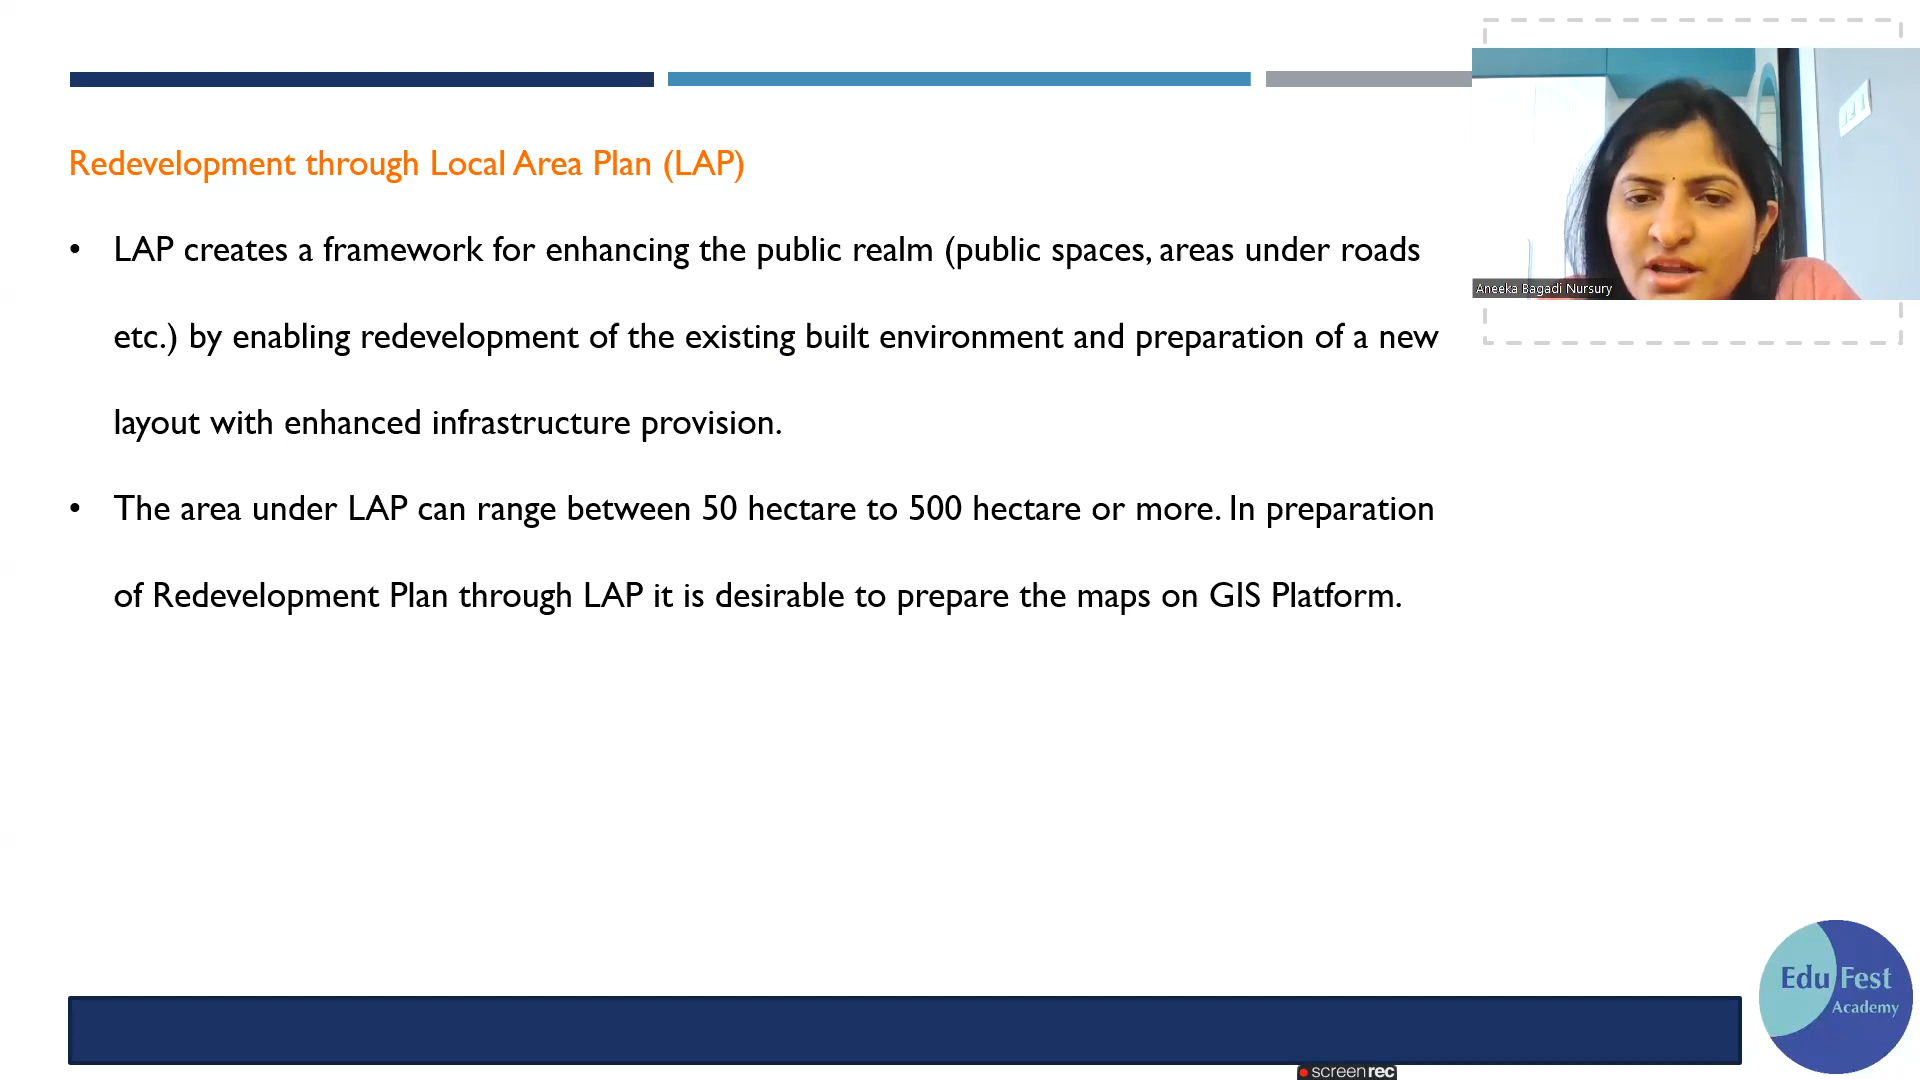 Redevelopment through Local Area Plan (LAP)
• LAP creates a framework for enhancing the public realm (public spaces, areas under roads
etc.) by enabling redevelopment of the existing built environment and preparation of a new
layout with enhanced infrastructure provision.
• The area under LAP can range between 50 hectare to 500 hectare or more. In preparation
of Redevelopment Plan through LAP it is desirable to prepare the maps on GIS Platform.
Aneeka Bagadi Nursury
Edu Fest
Academy
screenrec